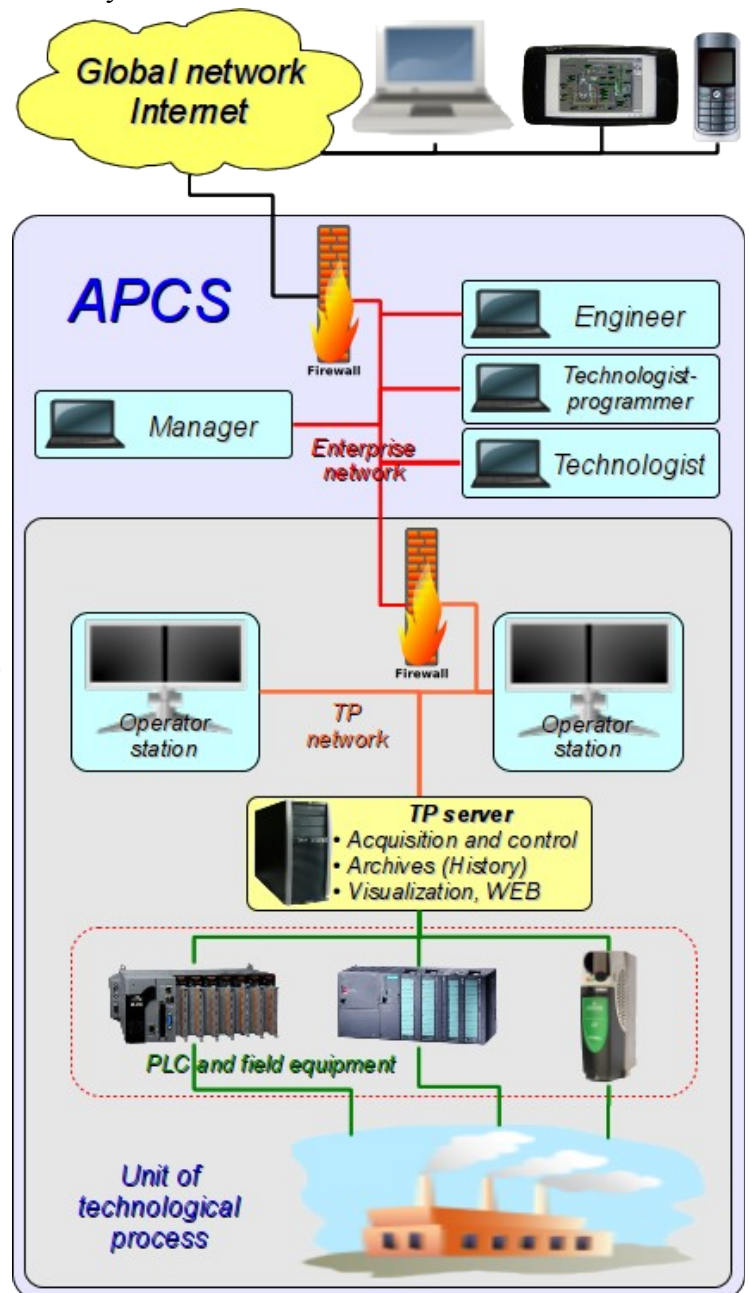 Global network
Internet
APCS
Firewall
Engineer
Technologist-
programmer
Manager
Enterprise
network
Technologist
Firewall
Operator
station
TP
network
Operator
station
TP server
• Acquisition and control
• Archives (History)
• Visualization, WEB
PLC and field equipment
Unit of
technological
process